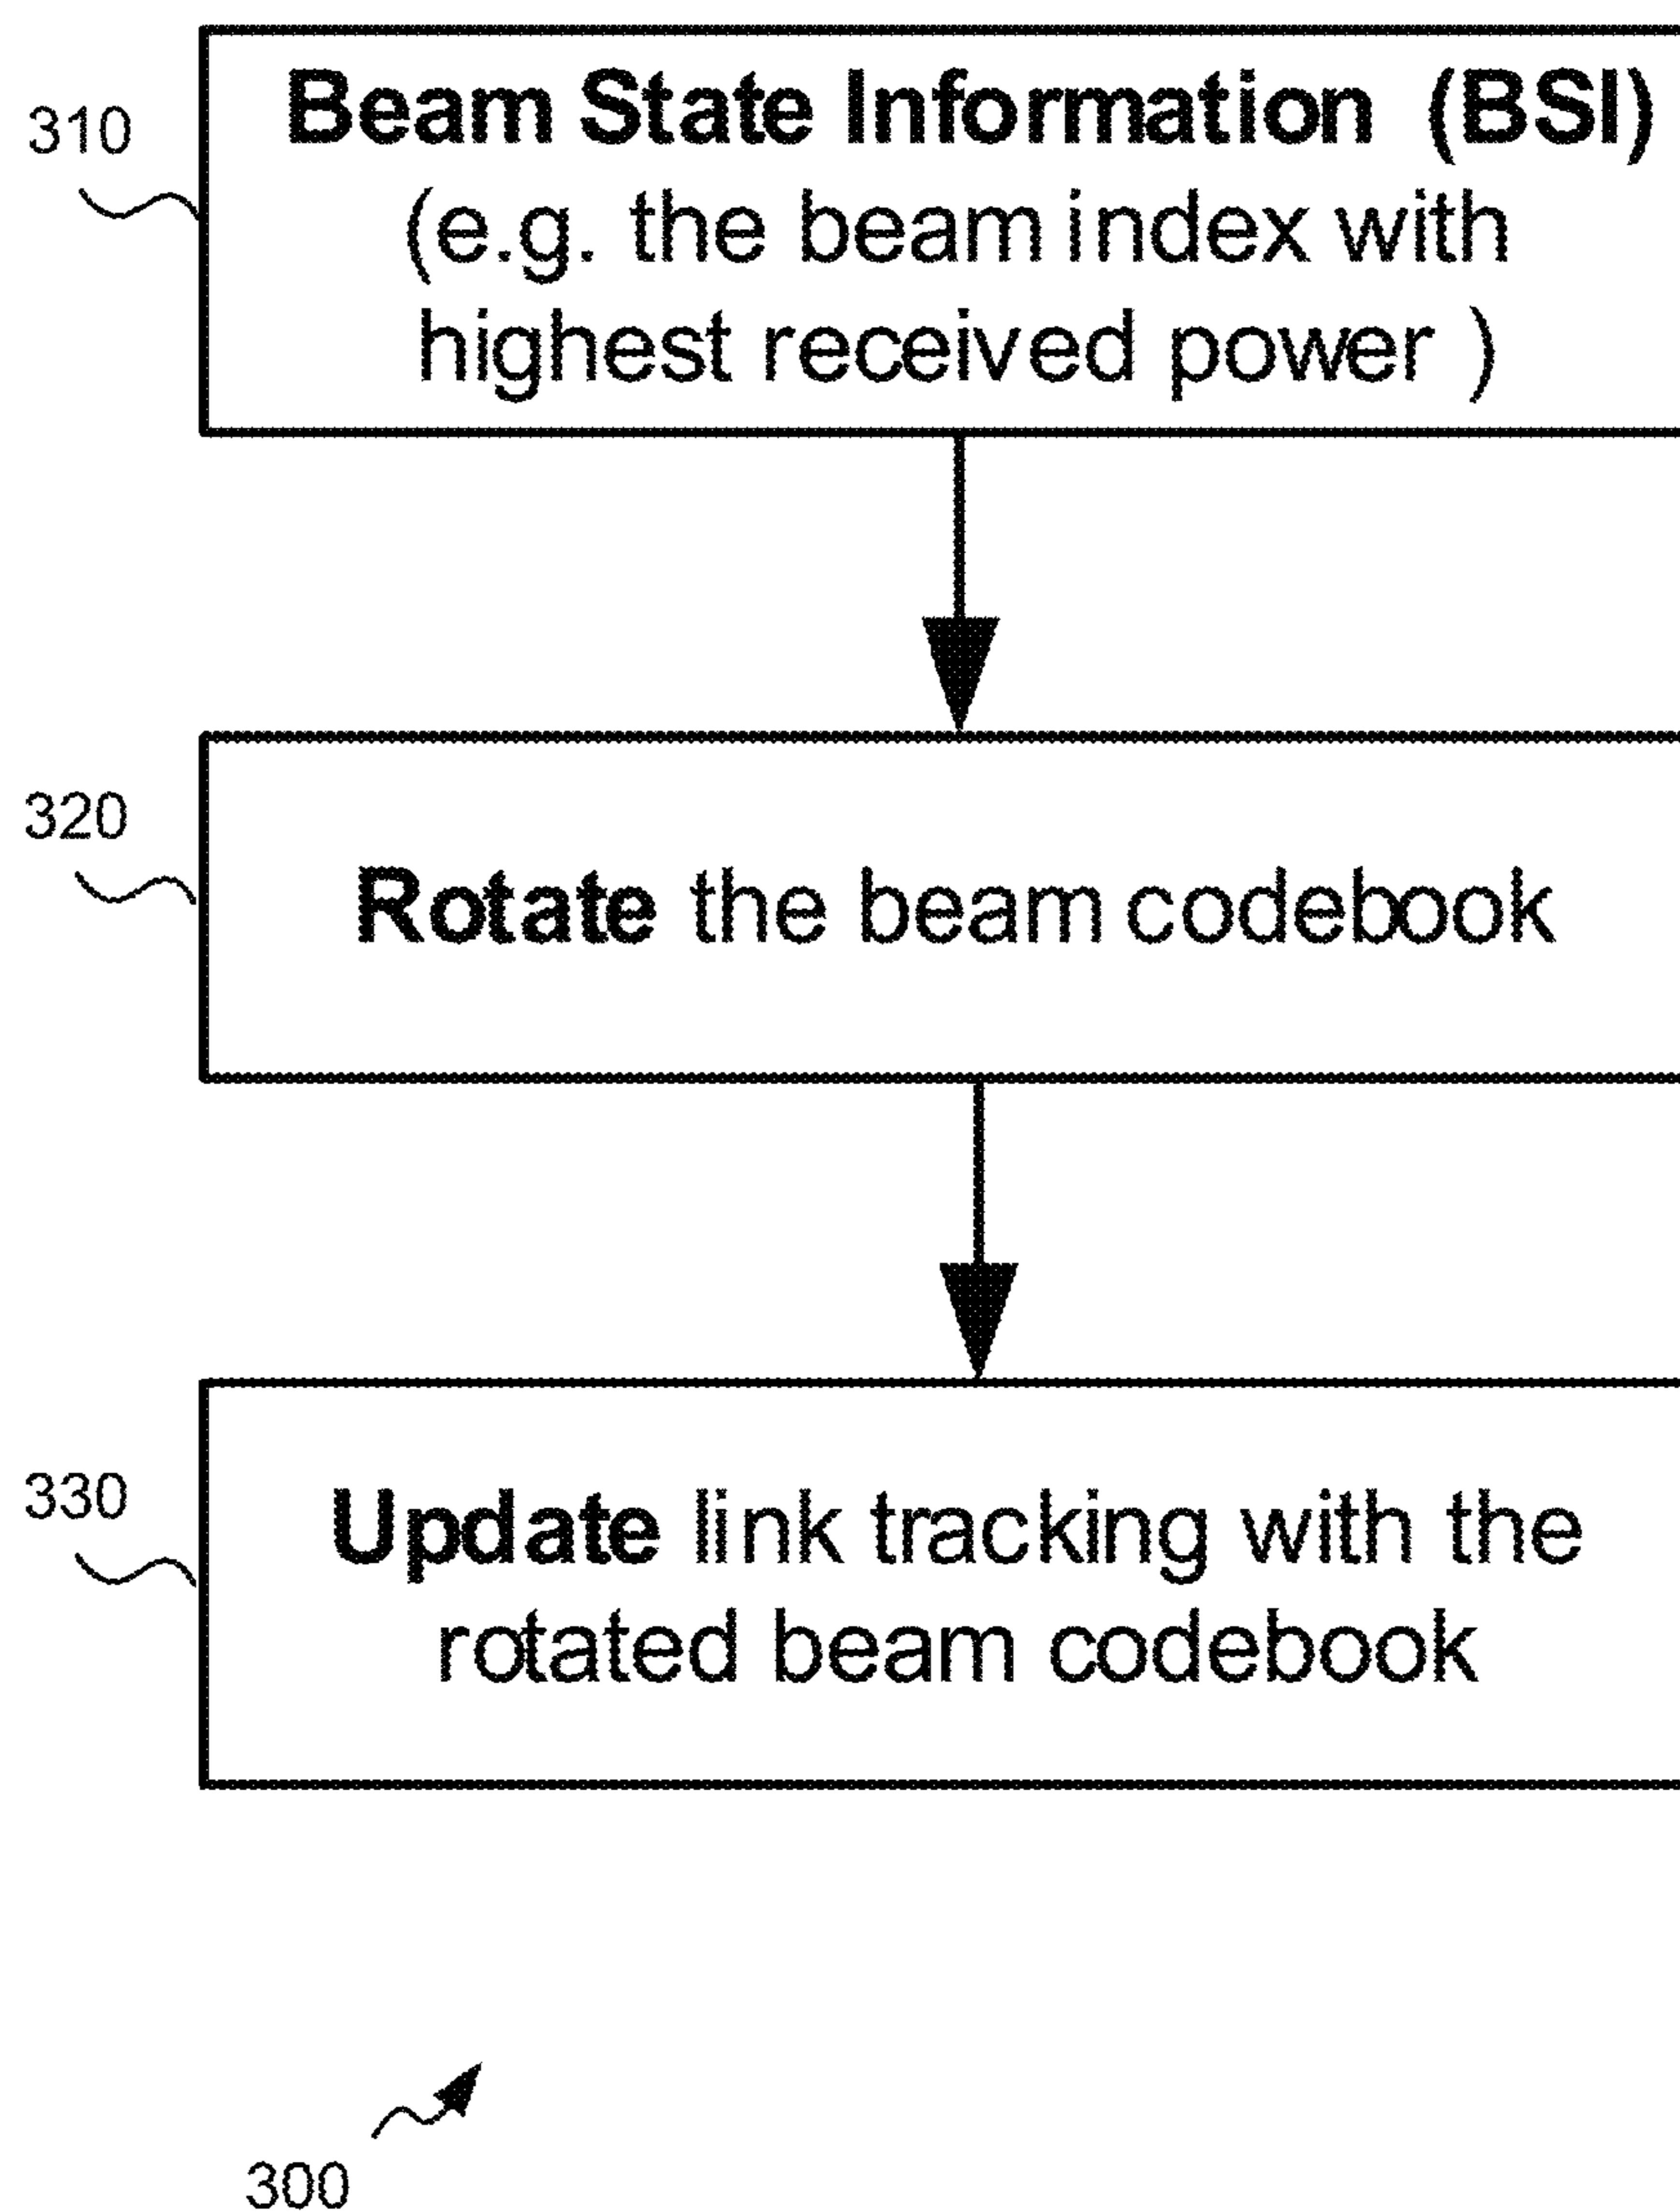 310
Beam State Information (BSI)
(e.g. the beam index with
highest received power )
320
Rotate the beam codebook
330
Update link tracking with the
rotated beam codebook
300